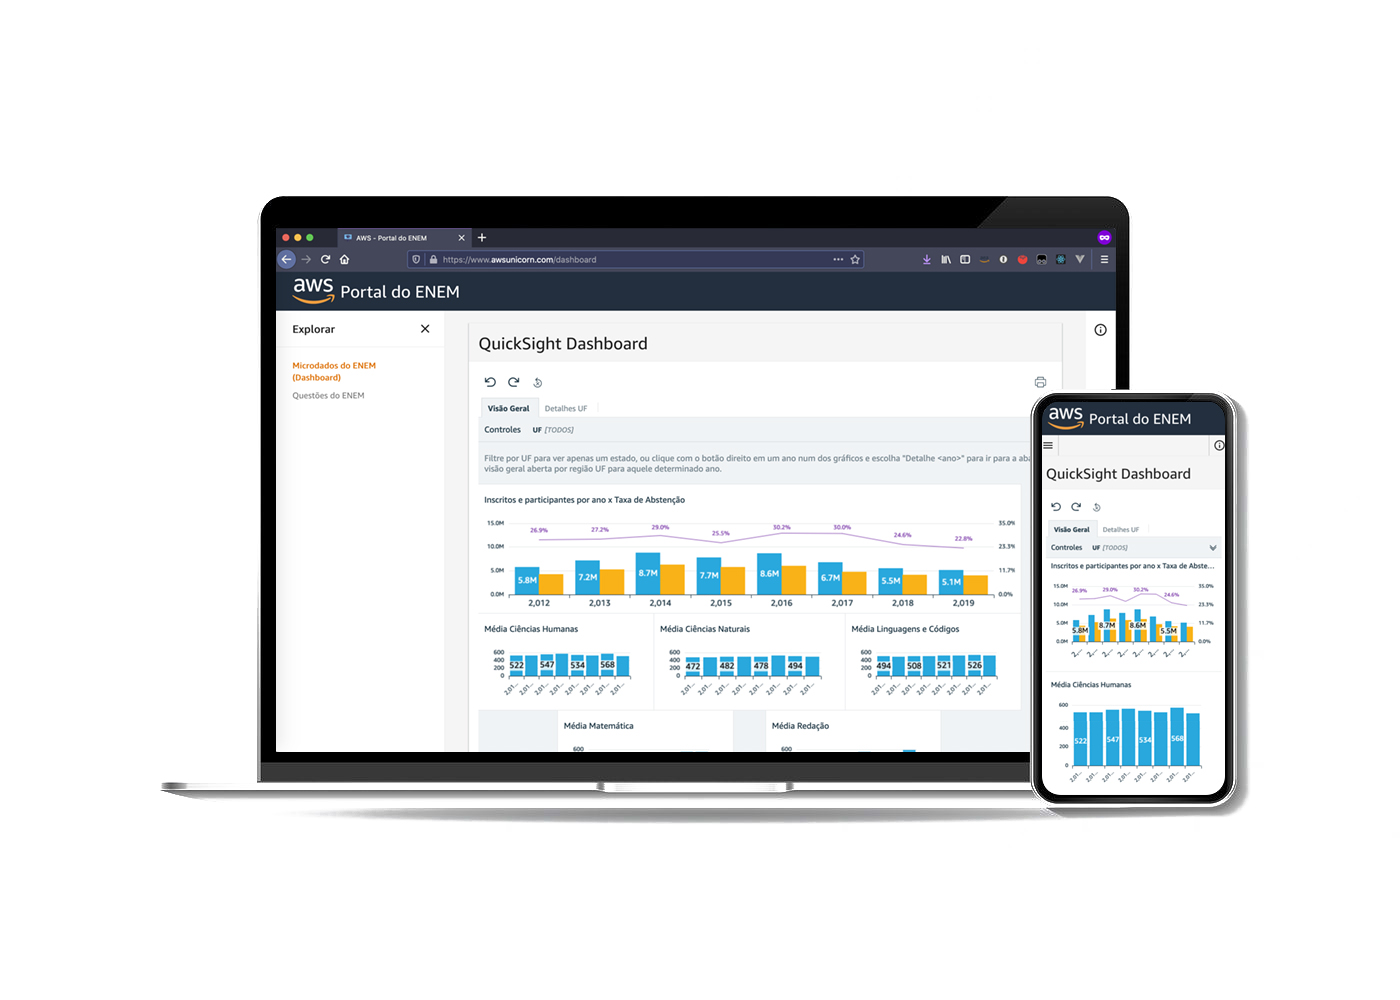 AWS - Portal do ENEM
https://www.awsunicorn.com/dashboard
aws Portal do ENEM
Explorar
Microdados do ENEM
(Dashboard)
Questões do ENEM
QuickSight Dashboard
Visão Geral Detalhes UF
Controles UF [TODOS]
Filtre por UF para ver apenas um estado, ou clique com o botão direito em um ano num dos gráficos e escolha "Detalhe <ano>" para ir para a aba
visão geral aberta por região UF para aquele determinado ano.
Inscritos e participantes por ano x Taxa de Abstenção
15.0M 26.9% 27.2% 29.0% 25.5% 30.2% 30.0% 24.6% 22.8% 35.0%
10.0M 23.3%
5.0M 5.8M 7.2M 8.7M 7.7M 8.6M 6.7M 5.5M 5.1M 11.7%
0.0M 0.0%
2,012 2,013 2,014 2,015 2,016 2,017 2,018 2,019
Média Ciências Humanas
600
400
200
0
522 547 534 568
2,01... 2,01... 2,01... 2,01... 2,01... 2,01... 2,01... 2,01...
Média Ciências Naturais
600
400
200
0
472 482 478 494
2,01... 2,01... 2,01... 2,01... 2,01... 2,01... 2,01... 2,01...
Média Linguagens e Códigos
600
400
200
0
494 508 521 526
2,01... 2,01... 2,01... 2,01... 2,01... 2,01... 2,01... 2,01...
Média Matemática
600
Média Redação
600
aws Portal do ENEM
QuickSight Dashboard
Visão Geral Detalhes UF
Controles UF [TODOS]
Inscritos e participantes por ano x Taxa de Abste...
15.0M 26.9% 29.0% 30.2% 24.6% 35.0%
10.0M 23.3%
5.0M 5.8M 8.7M 8.6M 5.5M 11.7%
0.0M 0.0%
2,... 2,... 2,... 2,... 2,... 2,... 2,... 2,...
Média Ciências Humanas
600
400
200
0
522 547 534 568
2,01... 2,01... 2,01... 2,01... 2,01... 2,01... 2,01... 2,01...